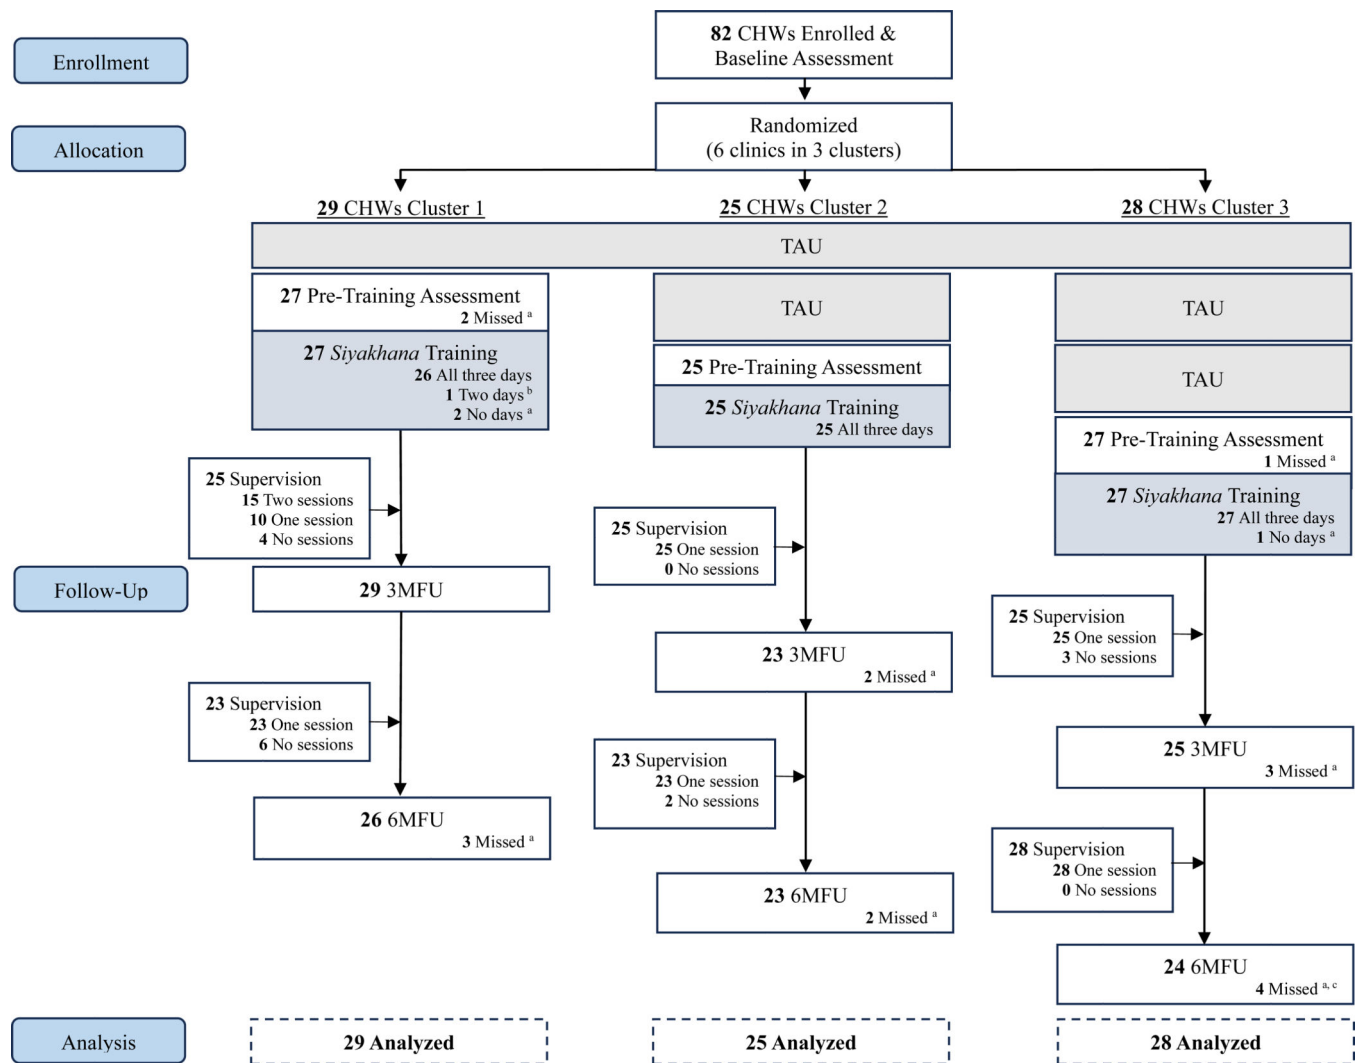 Enrollment
82 CHWs Enrolled &
Baseline Assessment
Allocation
Randomized
(6 clinics in 3 clusters)
29 CHWs Cluster 1
25 CHWs Cluster 2
28 CHWs Cluster 3
TAU
27 Pre-Training Assessment
2 Missed a
27 Siyakhana Training
26 All three days
1 Two days b
2 No days a
25 Supervision
15 Two sessions
10 One session
4 No sessions
Follow-Up
29 3MFU
23 Supervision
23 One session
6 No sessions
26 6MFU
3 Missed a
TAU
25 Pre-Training Assessment
25 Siyakhana Training
25 All three days
25 Supervision
25 One session
0 No sessions
23 3MFU
2 Missed a
23 Supervision
23 One session
2 No sessions
23 6MFU
2 Missed a
TAU
TAU
27 Pre-Training Assessment
1 Missed a
27 Siyakhana Training
27 All three days
1 No days a
25 Supervision
25 One session
3 No sessions
25 3MFU
3 Missed a
28 Supervision
28 One session
0 No sessions
24 6MFU
4 Missed a, c
Analysis
29 Analyzed
25 Analyzed
28 Analyzed